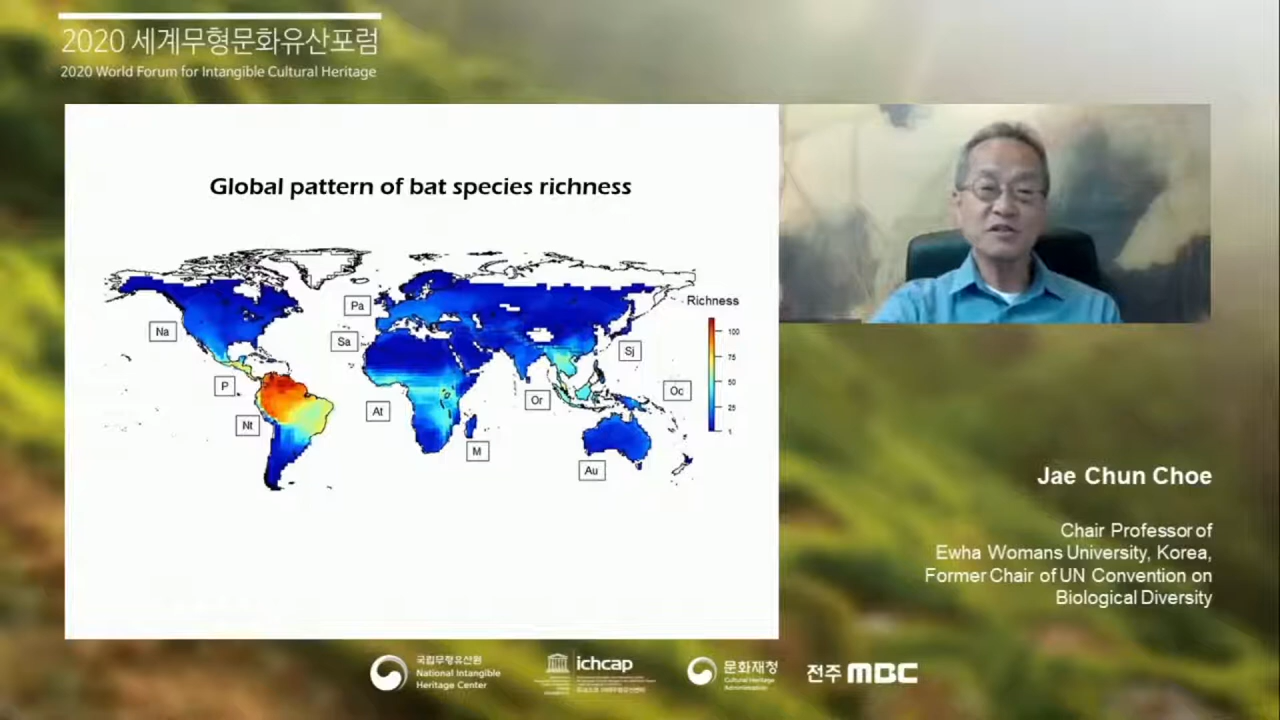 2020 세계무형문화유산포럼
2020 World Forum for Intangible Cultural Heritage
Global pattern of bat species richness
Na
P
Nt
Pa
Sa
At
M
Or
Sj
Oc
Au
Richness
100
75
50
25
Jae Chun Choe
Chair Professor of
Ewha Womans University, Korea,
Former Chair of UN Convention on
Biological Diversity
국립무형유산원
National Intangible
Heritage Center
ichcap
문화재청
Cultural Heritage
Administration
전주 MBC